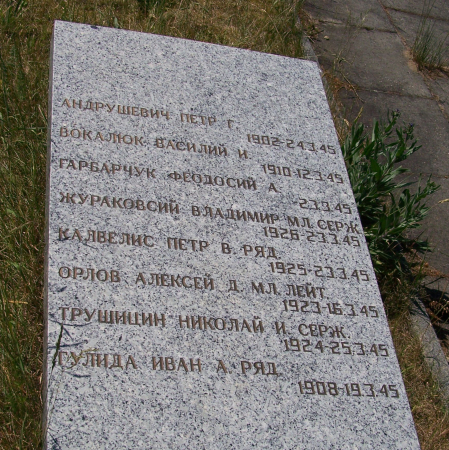 АНДРУШЕВИЧ ПЕТР Г.
1902-24.3.45
ВОКАЛЮК ВАСИЛИЙ И.
1910-12.3.45
ГАРБАРЧУК ФЕОДОСИЙ А.
23.3.45
ЖУРАКОВСИЙ ВЛАДИМИР МЛ. СЕРЖ.
1926-23.3.45
КАЛВЕЛИС ПЕТР В. РЯД.
1925-23.3.45
ОРЛОВ АЛЕКСЕЙ Д. МЛ. ЛЕЙТ.
1923-16.3.45
ТРУШИЦИН НИКОЛАЙ И. СЕРЖ.
1924-25.3.45
ГУЛИДА ИВАН А. РЯД.
1908-19.3.45